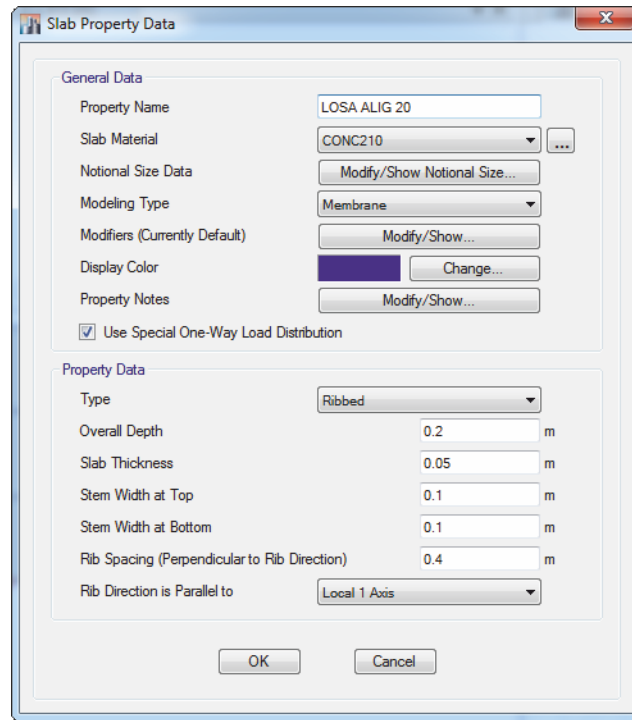 Slab Property Data
General Data
Property Name LOSA ALIG 20
Slab Material CONC210 ...
Notional Size Data Modify/Show Notional Size...
Modeling Type Membrane
Modifiers (Currently Default) Modify/Show...
Display Color Change...
Property Notes Modify/Show...
Use Special One-Way Load Distribution
Property Data
Type Ribbed
Overall Depth 0.2 m
Slab Thickness 0.05 m
Stem Width at Top 0.1 m
Stem Width at Bottom 0.1 m
Rib Spacing (Perpendicular to Rib Direction) 0.4 m
Rib Direction is Parallel to Local 1 Axis
OK Cancel